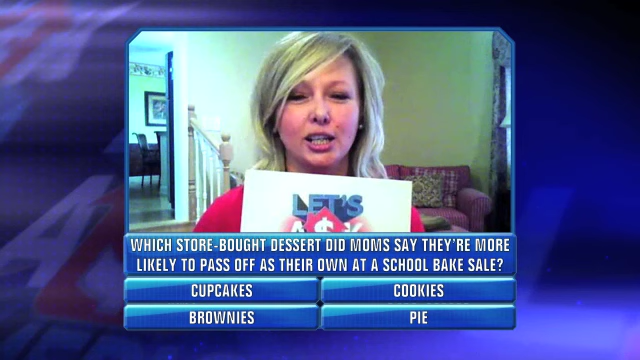 LET'S
A$K
WHICH STORE-BOUGHT DESSERT DID MOMS SAY THEY'RE MORE
LIKELY TO PASS OFF AS THEIR OWN AT A SCHOOL BAKE SALE?
CUPCAKES COOKIES
BROWNIES PIE